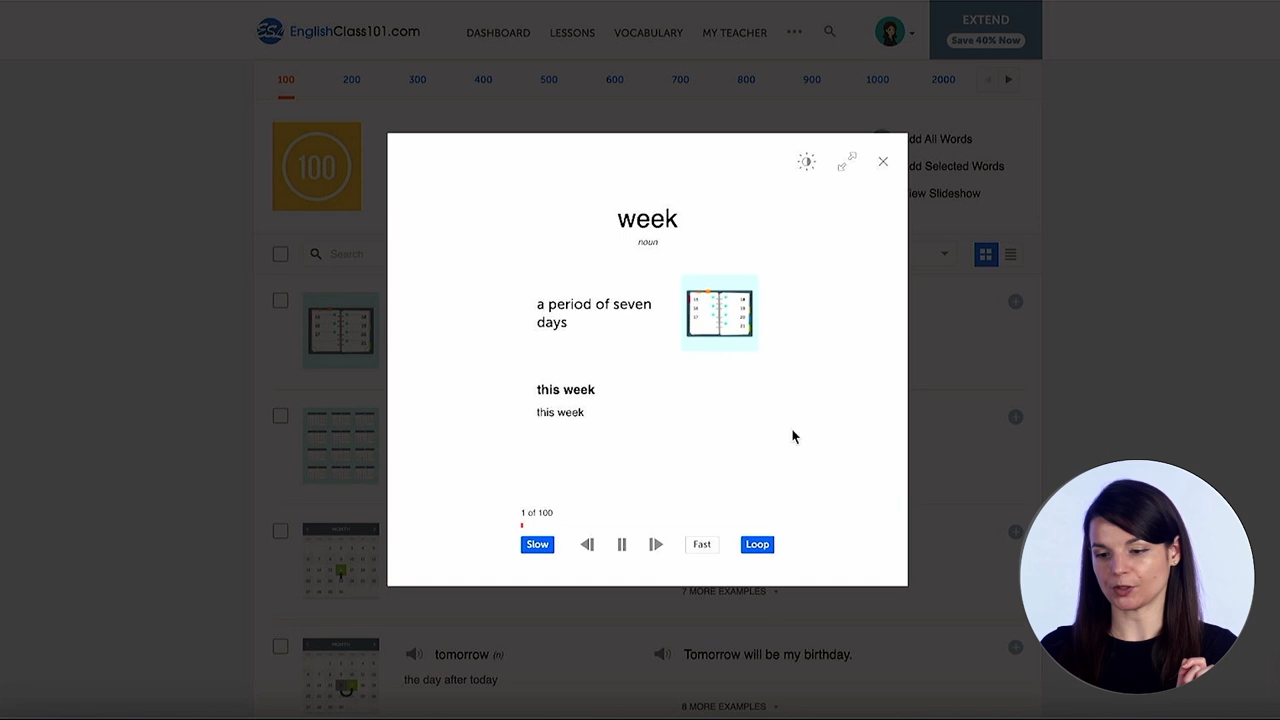 EnglishClass101.com
DASHBOARD
LESSONS
VOCABULARY
MY TEACHER
EXTEND
Save 40% Now
100
200
300
400
500
600
700
800
900
1000
2000
100
dd All Words
dd Selected Words
iew Slideshow
Search
week
noun
a period of seven
days
this week
this week
1 of 100
Slow
Fast
Loop
7 MORE EXAMPLES
MONTH
MONTH
tomorrow (n)
Tomorrow will be my birthday.
the day after today
8 MORE EXAMPLES